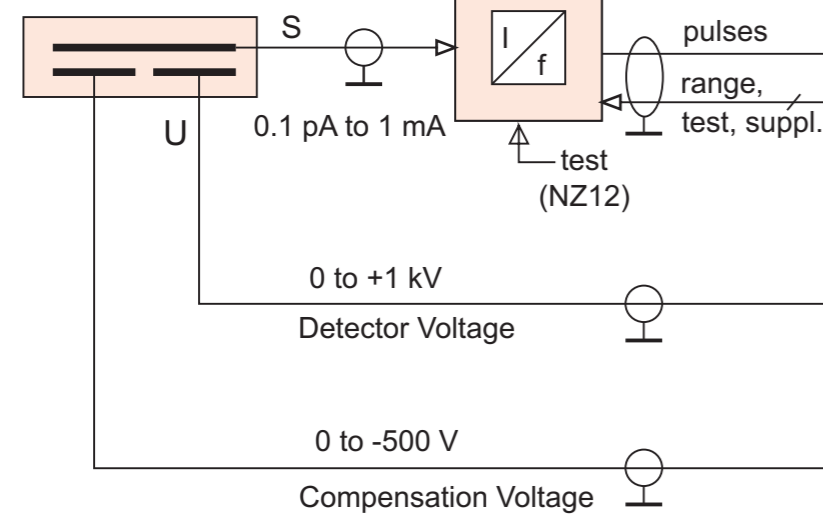 S
I
f
pulses
range,
test, suppl.
0.1 pA to 1 mA
U
test
(NZ12)
0 to +1 kV
Detector Voltage
0 to -500 V
Compensation Voltage